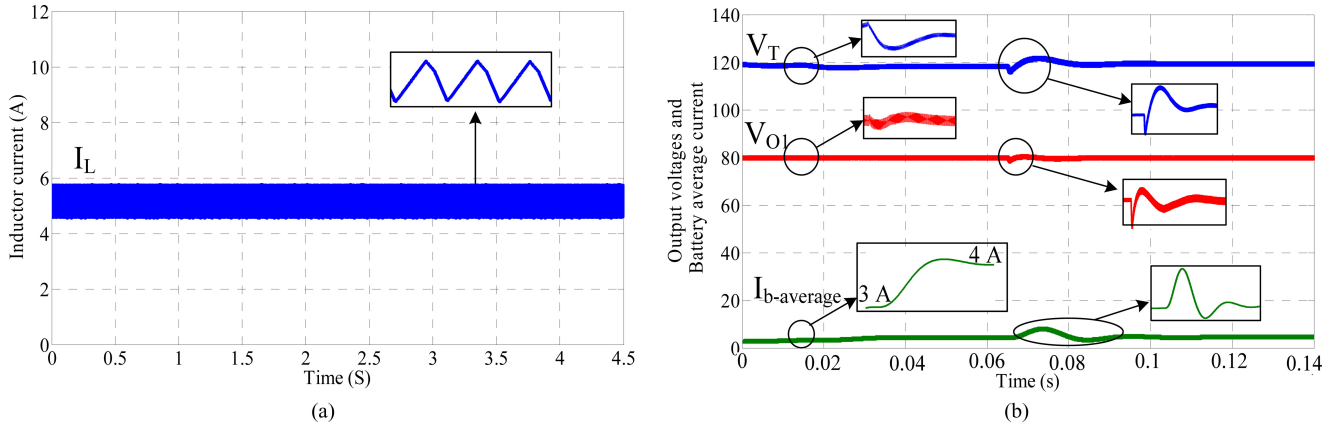 Inductor current (A)
12
10
8
6
4
2
0
I_L
0
0.5
1
1.5
2
2.5
3
3.5
4
4.5
Time (S)
(a)
Output voltages and
Battery average current
140
120
100
80
60
40
20
0
V_T
V_O1
I_b-average
3 A
4 A
0
0.02
0.04
0.06
0.08
0.1
0.12
0.14
Time (s)
(b)